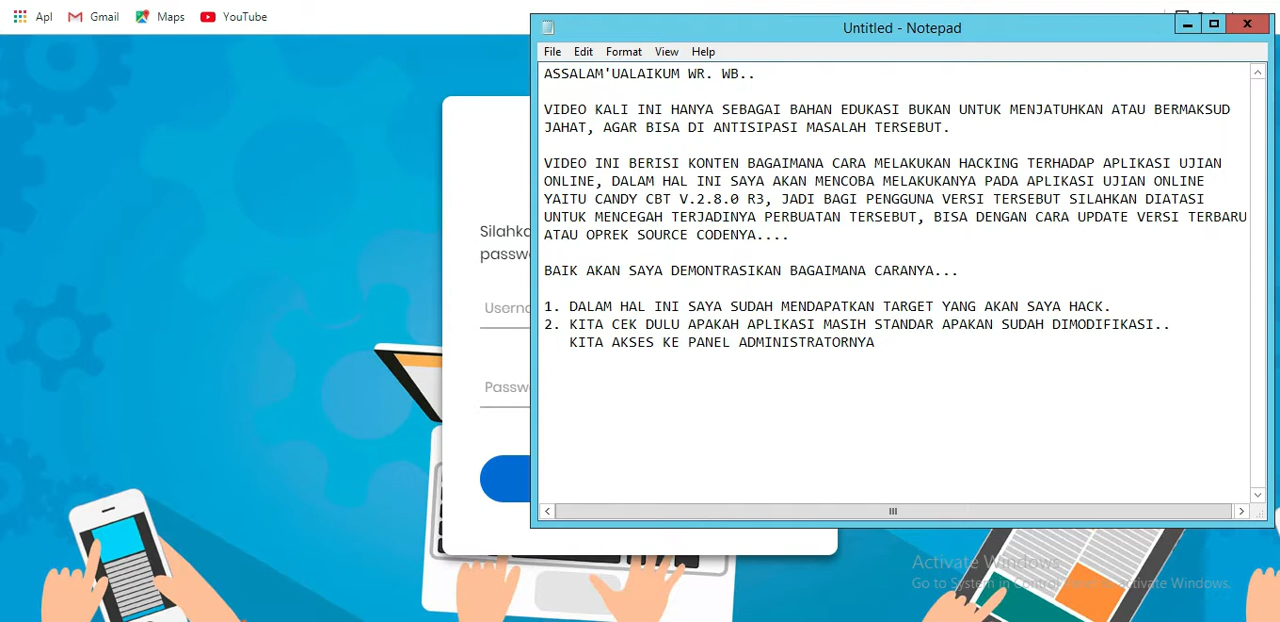 Apl Gmail Maps YouTube
Untitled - Notepad
File Edit Format View Help
ASSALAM'UALAIKUM WR. WB..
VIDEO KALI INI HANYA SEBAGAI BAHAN EDUKASI BUKAN UNTUK MENJATUHKAN ATAU BERMAKSUD
JAHAT, AGAR BISA DI ANTISIPASI MASALAH TERSEBUT.
VIDEO INI BERISI KONTEN BAGAIMANA CARA MELAKUKAN HACKING TERHADAP APLIKASI UJIAN
ONLINE, DALAM HAL INI SAYA AKAN MENCOBA MELAKUKANYA PADA APLIKASI UJIAN ONLINE
YAITU CANDY CBT V.2.8.0 R3, JADI BAGI PENGGUNA VERSI TERSEBUT SILAHKAN DIATASI
UNTUK MENCEGAH TERJADINYA PERBUATAN TERSEBUT, BISA DENGAN CARA UPDATE VERSI TERBARU
ATAU OPREK SOURCE CODENYA....
BAIK AKAN SAYA DEMONTRASIKAN BAGAIMANA CARANYA...
1. DALAM HAL INI SAYA SUDAH MENDAPATKAN TARGET YANG AKAN SAYA HACK.
2. KITA CEK DULU APAKAH APLIKASI MASIH STANDAR APAKAN SUDAH DIMODIFIKASI..
KITA AKSES KE PANEL ADMINISTRATORNYA
Silahka
passw
Userna
Passw
Activate Windows
Go to System in Control Panel to activate Windows.